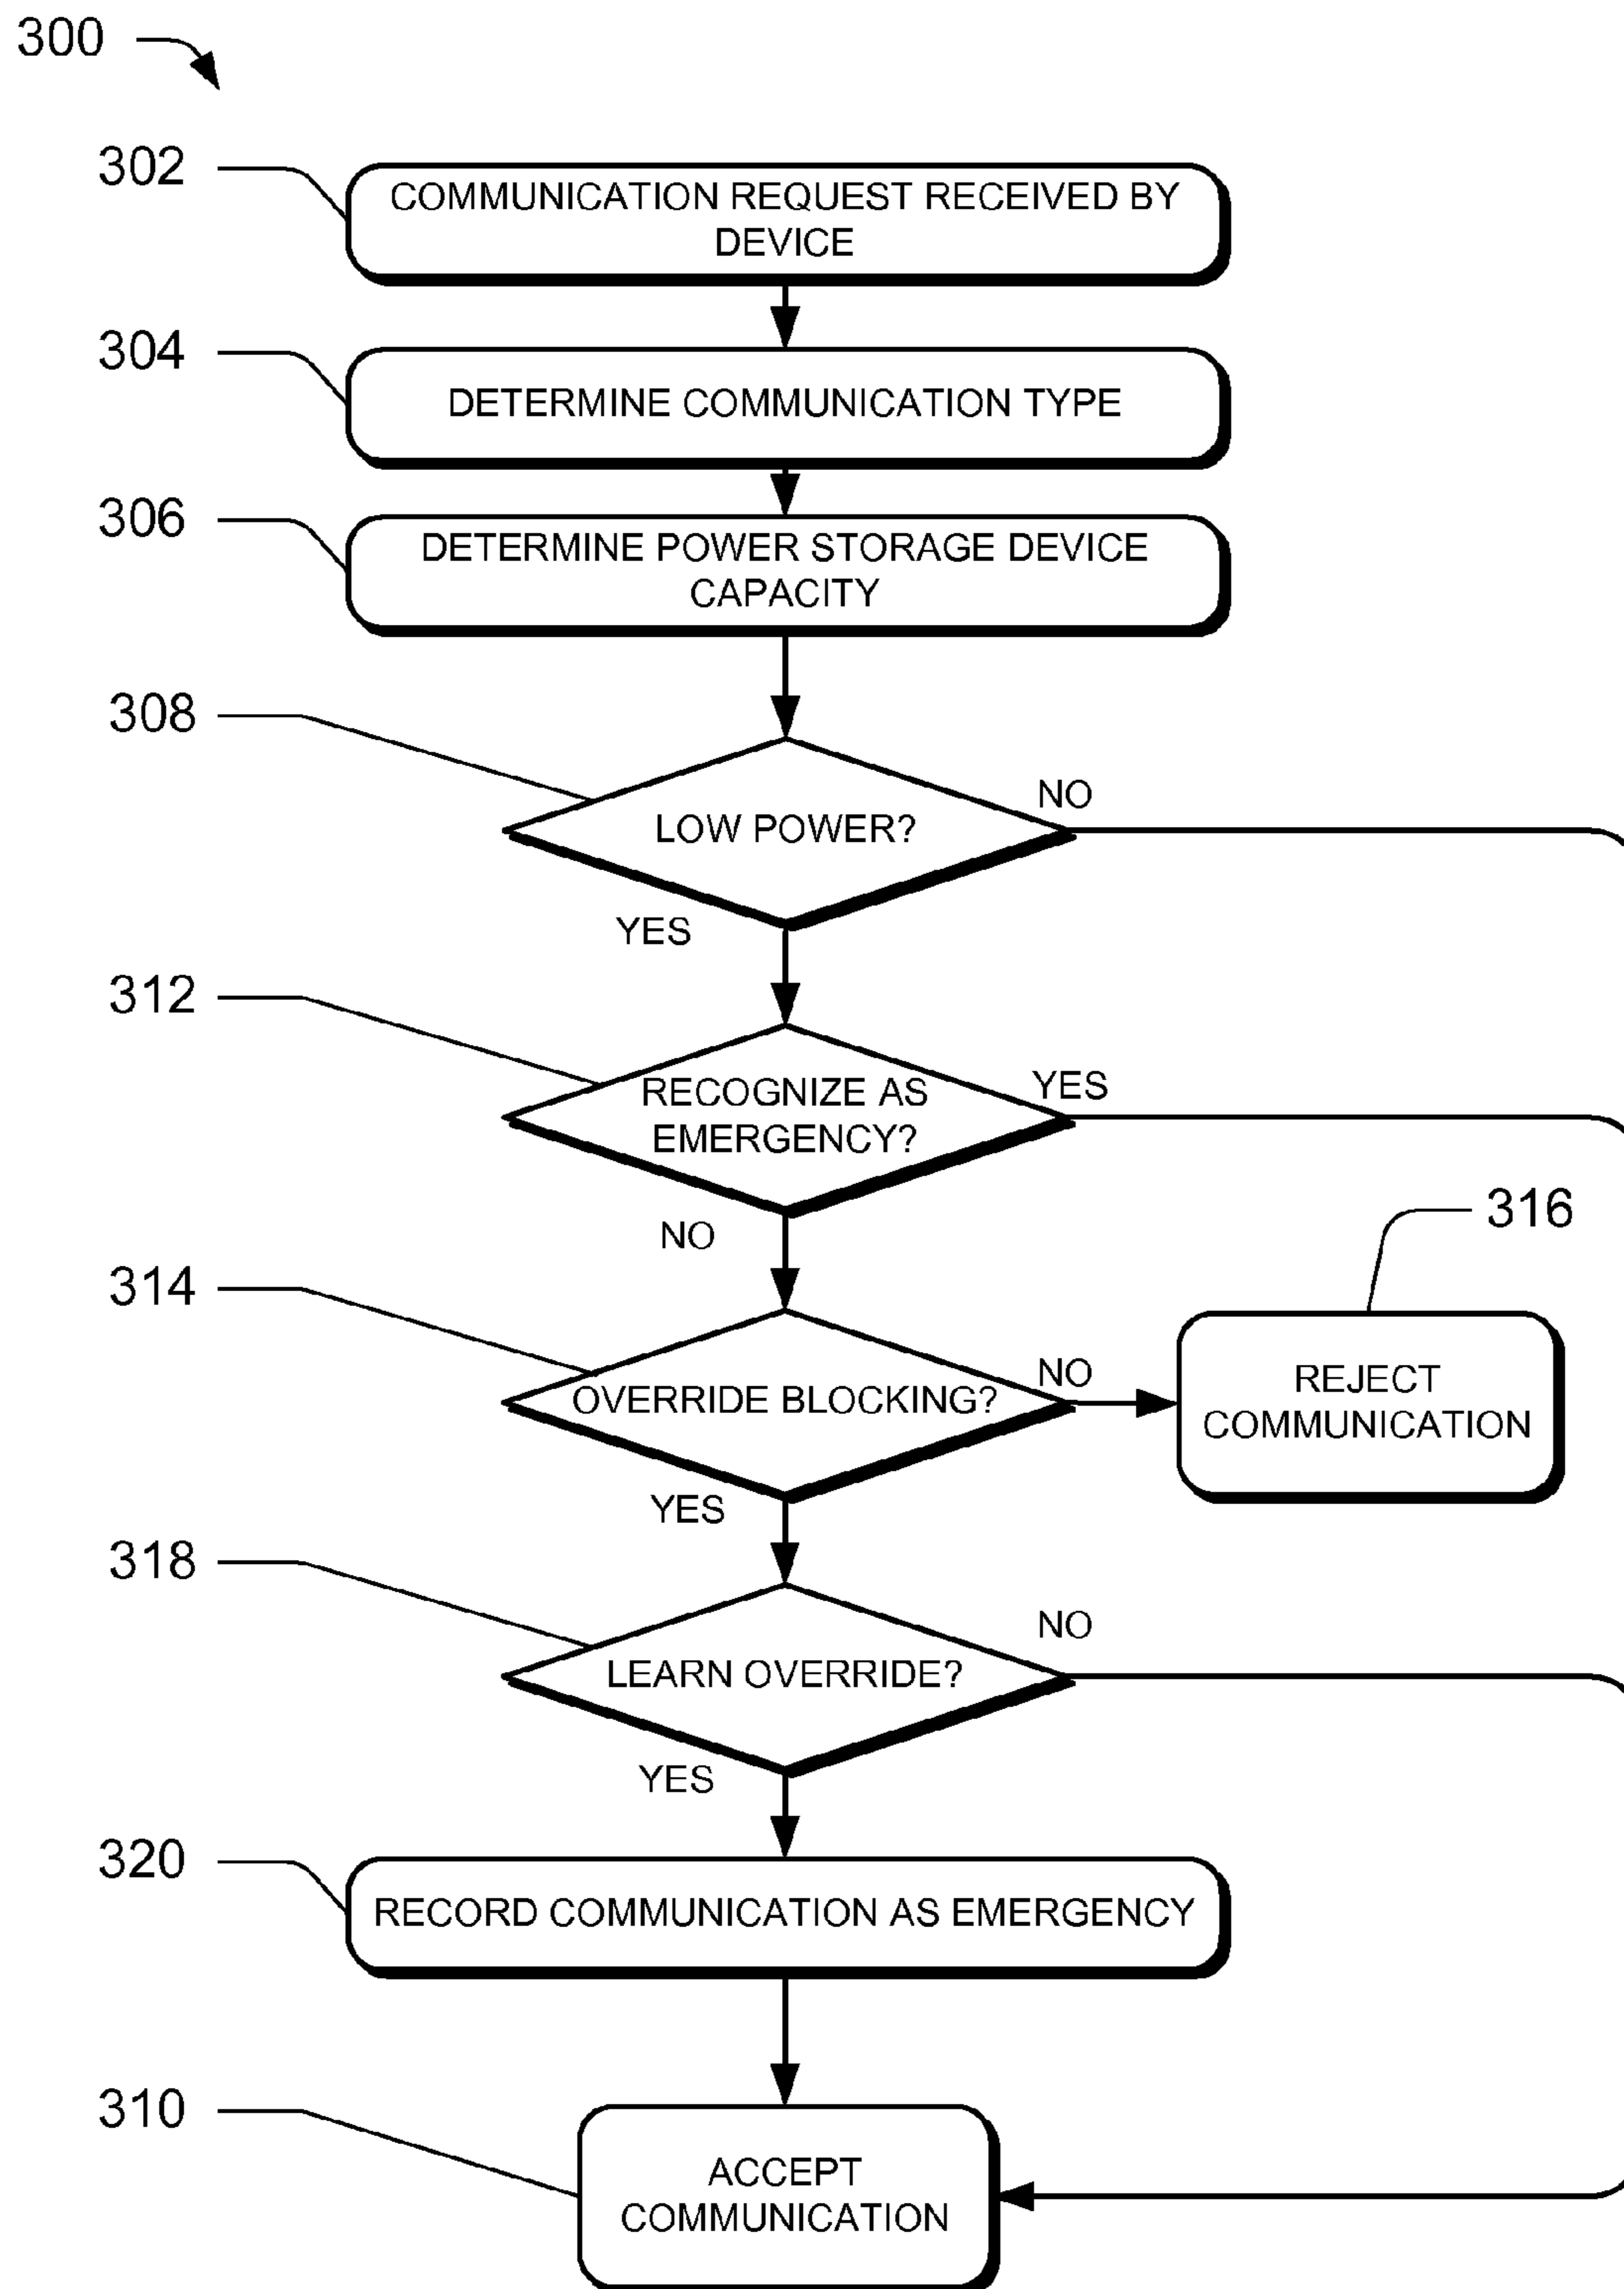 300
302
COMMUNICATION REQUEST RECEIVED BY
DEVICE
304
DETERMINE COMMUNICATION TYPE
306
DETERMINE POWER STORAGE DEVICE
CAPACITY
308
LOW POWER?
NO
YES
312
RECOGNIZE AS
EMERGENCY?
YES
NO
314
OVERRIDE BLOCKING?
NO
316
REJECT
COMMUNICATION
YES
318
LEARN OVERRIDE?
NO
YES
320
RECORD COMMUNICATION AS EMERGENCY
310
ACCEPT
COMMUNICATION